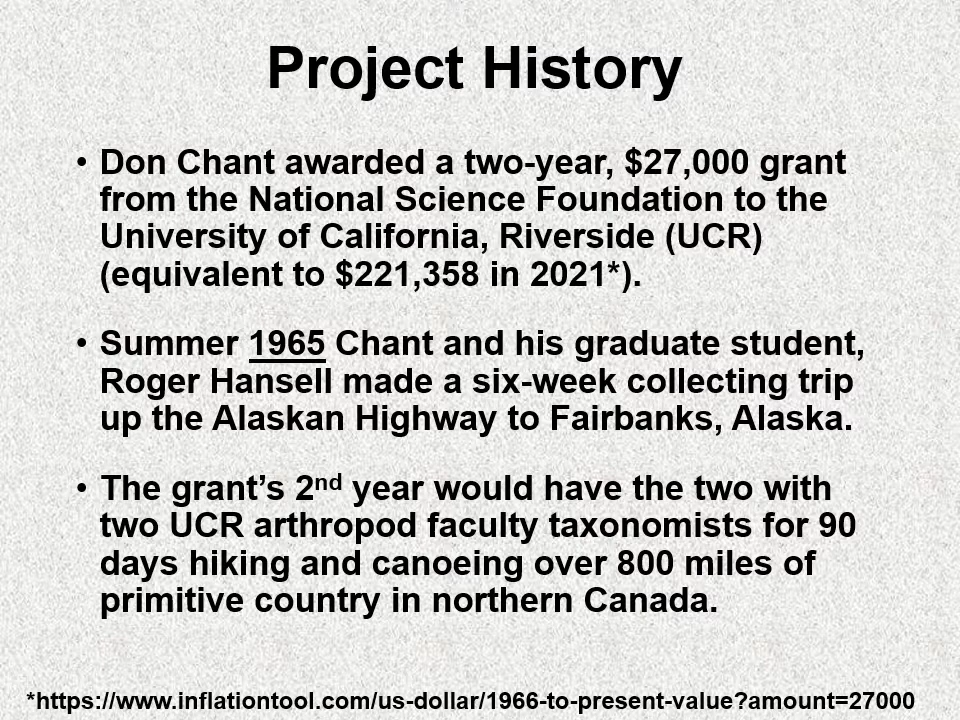 Project History
• Don Chant awarded a two-year, $27,000 grant
from the National Science Foundation to the
University of California, Riverside (UCR)
(equivalent to $221,358 in 2021*).
• Summer 1965 Chant and his graduate student,
Roger Hansell made a six-week collecting trip
up the Alaskan Highway to Fairbanks, Alaska.
• The grant’s 2nd year would have the two with
two UCR arthropod faculty taxonomists for 90
days hiking and canoeing over 800 miles of
primitive country in northern Canada.
*https://www.inflationtool.com/us-dollar/1966-to-present-value?amount=27000